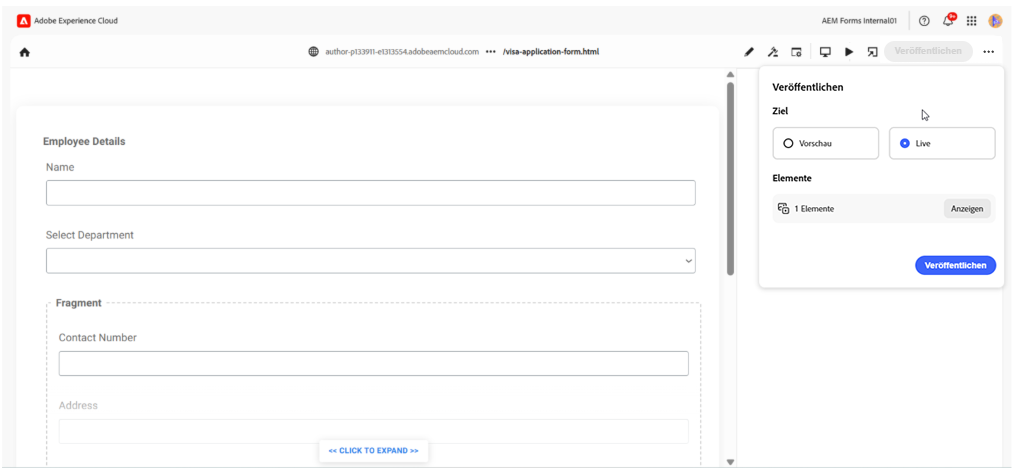 Adobe Experience Cloud
AEM Forms Internal01
9+
author-p133911-e1313554.adobeaemcloud.com ••• /visa-application-form.html
Veröffentlichen
Veröffentlichen
Ziel
Vorschau
Live
Elemente
1 Elemente
Anzeigen
Veröffentlichen
Employee Details
Name
Select Department
Fragment
Contact Number
Address
<< CLICK TO EXPAND >>